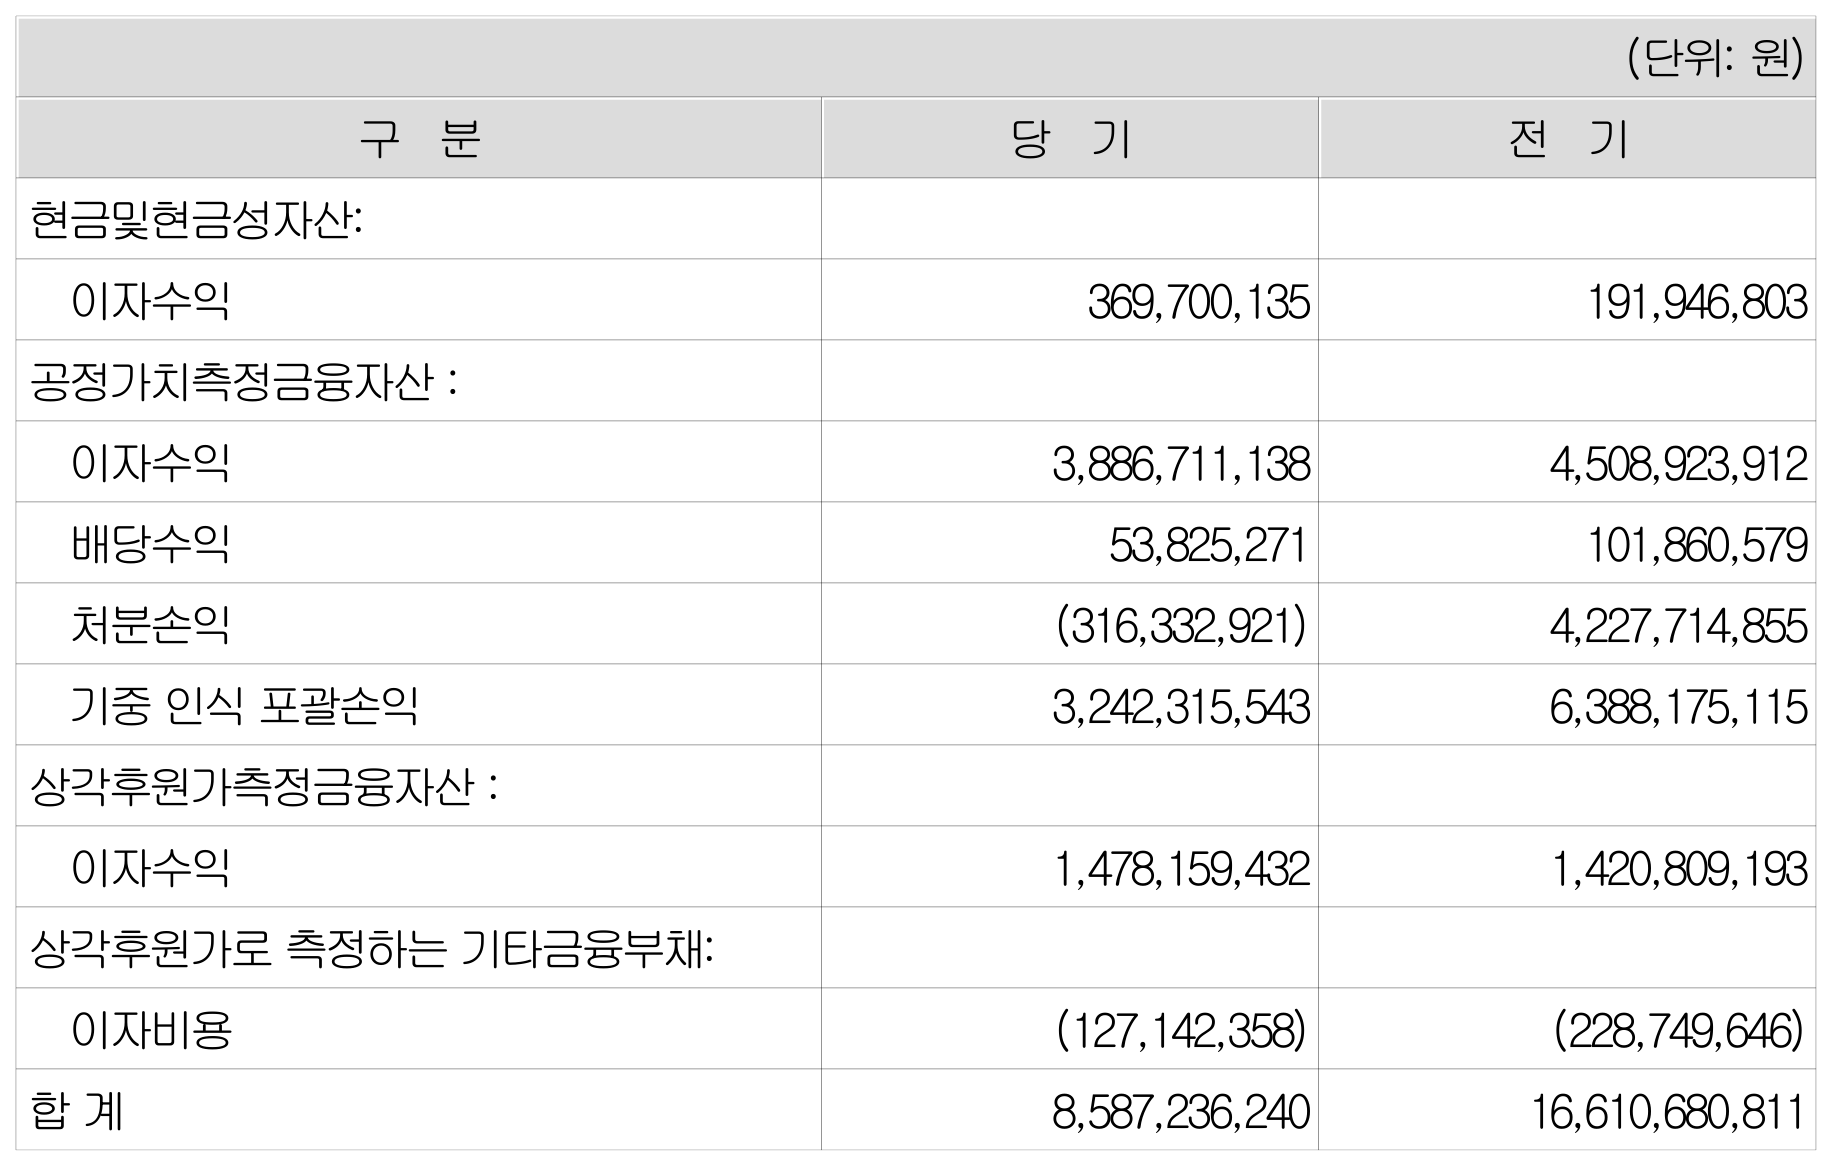 (단위: 원)
구 분 당 기 전 기
현금및현금성자산:
이자수익 369,700,135 191,946,803
공정가치측정금융자산 :
이자수익 3,886,711,138 4,508,923,912
배당수익 53,825,271 101,860,579
처분손익 (316,332,921) 4,227,714,855
기중 인식 포괄손익 3,242,315,543 6,388,175,115
상각후원가측정금융자산 :
이자수익 1,478,159,432 1,420,809,193
상각후원가로 측정하는 기타금융부채:
이자비용 (127,142,358) (228,749,646)
합 계 8,587,236,240 16,610,680,811